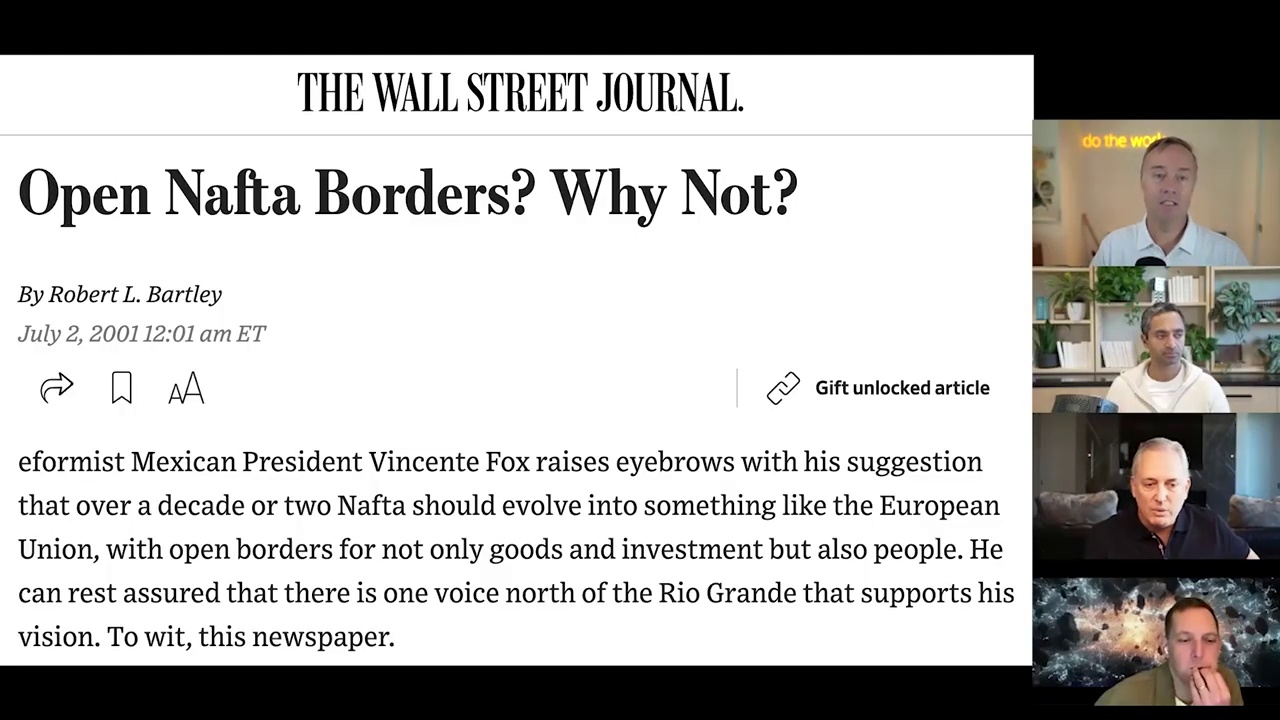 THE WALL STREET JOURNAL.
Open Nafta Borders? Why Not?
By Robert L. Bartley
July 2, 2001 12:01 am ET
AA
Gift unlocked article
eformist Mexican President Vincente Fox raises eyebrows with his suggestion
that over a decade or two Nafta should evolve into something like the European
Union, with open borders for not only goods and investment but also people. He
can rest assured that there is one voice north of the Rio Grande that supports his
vision. To wit, this newspaper.
do the work